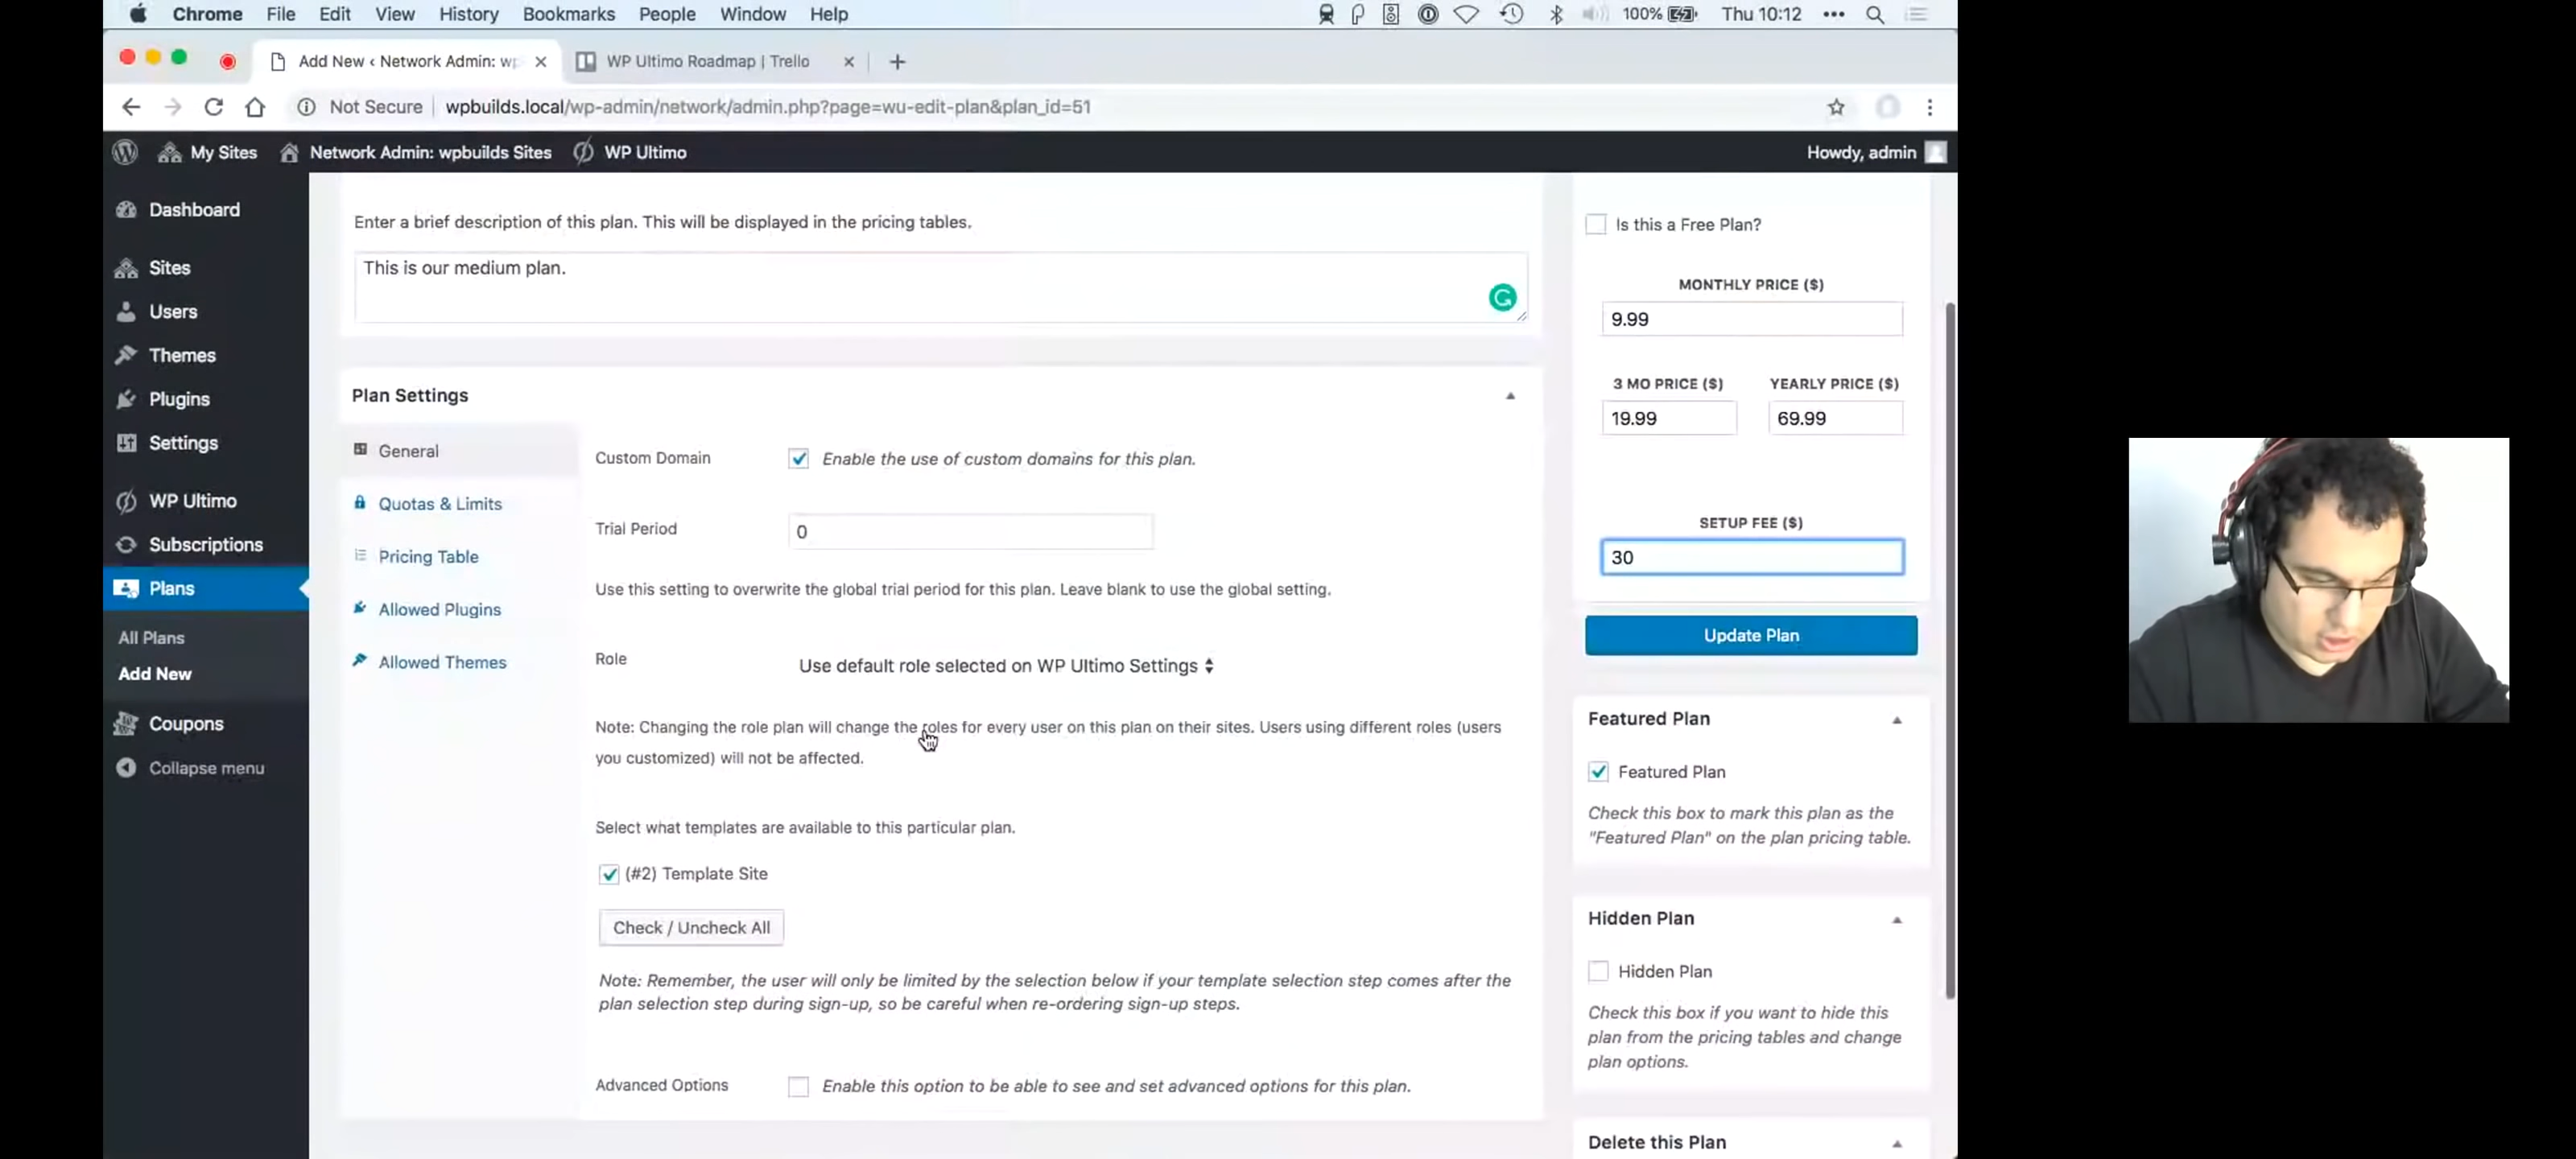 Chrome File Edit View History Bookmarks People Window Help 100% Thu 10:12
Add New ‹ Network Admin: wp
WP Ultimo Roadmap | Trello
Not Secure wpbuilds.local/wp-admin/network/admin.php?page=wu-edit-plan&plan_id=51
My Sites Network Admin: wpbuilds Sites WP Ultimo Howdy, admin
Dashboard
Sites
Users
Themes
Plugins
Settings
WP Ultimo
Subscriptions
Plans
All Plans
Add New
Coupons
Collapse menu
Enter a brief description of this plan. This will be displayed in the pricing tables.
This is our medium plan.
Plan Settings
General
Quotas & Limits
Pricing Table
Allowed Plugins
Allowed Themes
Custom Domain Enable the use of custom domains for this plan.
Trial Period 0
Use this setting to overwrite the global trial period for this plan. Leave blank to use the global setting.
Role Use default role selected on WP Ultimo Settings
Note: Changing the role plan will change the roles for every user on this plan on their sites. Users using different roles (users
you customized) will not be affected.
Select what templates are available to this particular plan.
(#2) Template Site
Check / Uncheck All
Note: Remember, the user will only be limited by the selection below if your template selection step comes after the
plan selection step during sign-up, so be careful when re-ordering sign-up steps.
Advanced Options Enable this option to be able to see and set advanced options for this plan.
Is this a Free Plan?
MONTHLY PRICE ($)
9.99
3 MO PRICE ($) YEARLY PRICE ($)
19.99 69.99
SETUP FEE ($)
30
Update Plan
Featured Plan
Featured Plan
Check this box to mark this plan as the
"Featured Plan" on the plan pricing table.
Hidden Plan
Hidden Plan
Check this box if you want to hide this
plan from the pricing tables and change
plan options.
Delete this Plan